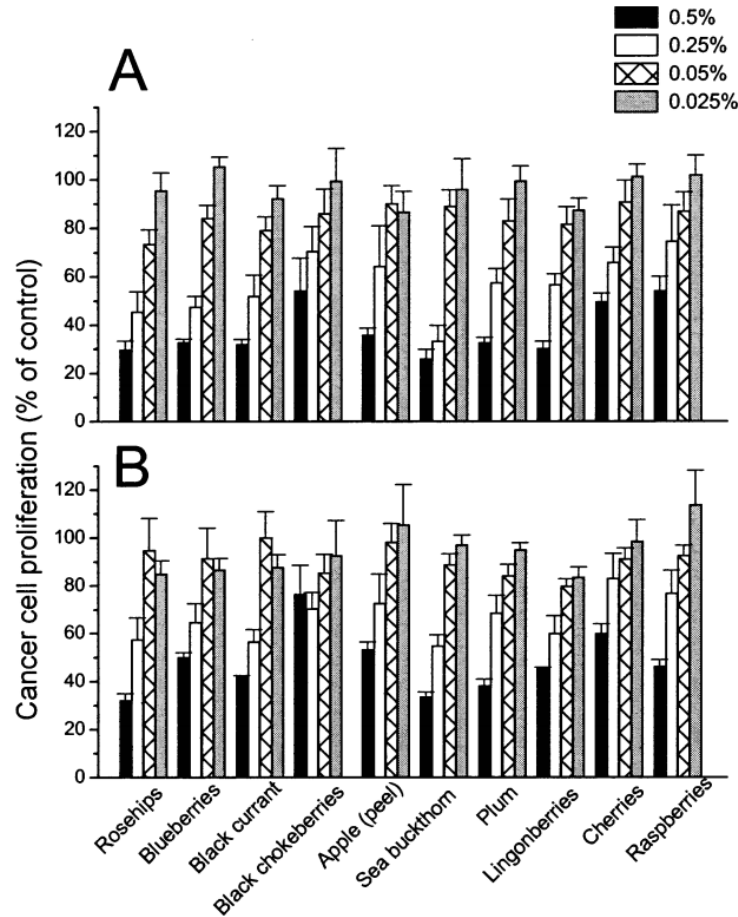 0.5%
0.25%
0.05%
0.025%
A
120
100
80
60
40
20
0
B
120
100
80
60
40
20
0
Cancer cell proliferation (% of control)
Rosehips
Blueberries
Black currant
Black chokeberries
Apple (peel)
Sea buckthorn
Plum
Lingonberries
Cherries
Raspberries